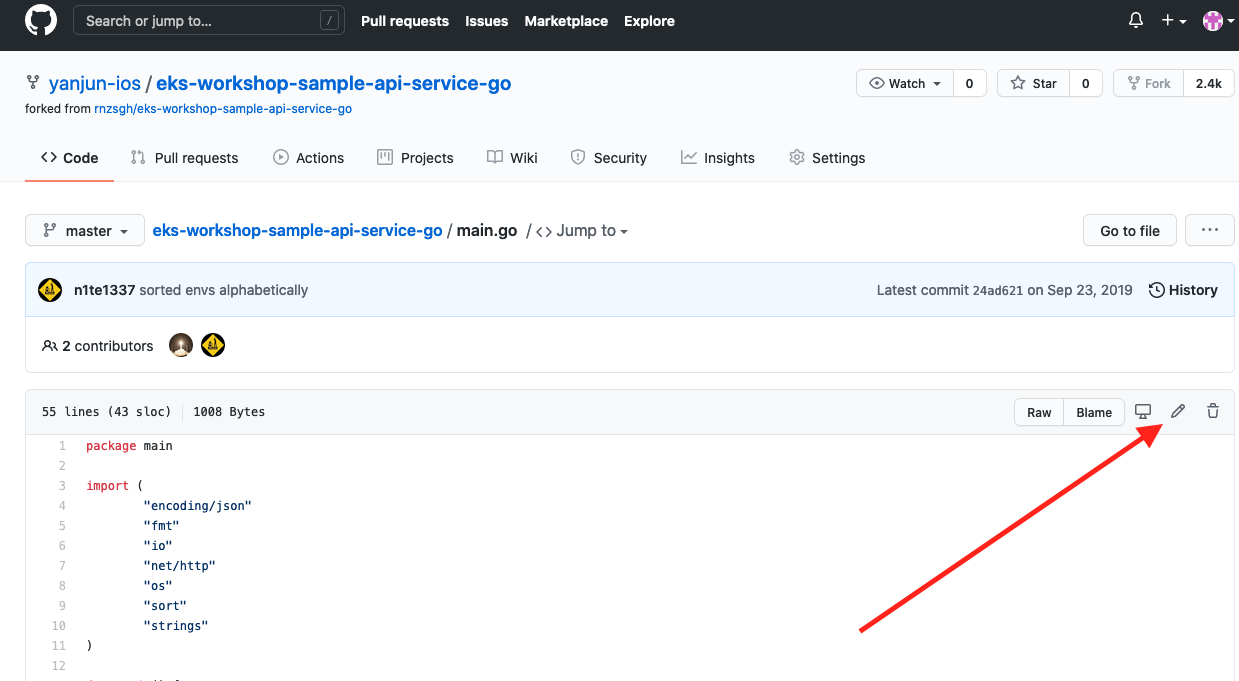 Search or jump to... /
Pull requests Issues Marketplace Explore
yanjun-ios / eks-workshop-sample-api-service-go
Watch 0 Star 0 Fork 2.4k
forked from rnzsgh/eks-workshop-sample-api-service-go
Code Pull requests Actions Projects Wiki Security Insights Settings
master eks-workshop-sample-api-service-go / main.go / <> Jump to
Go to file ...
n1te1337 sorted envs alphabetically
Latest commit 24ad621 on Sep 23, 2019 History
2 contributors
55 lines (43 sloc) 1008 Bytes
Raw Blame
1 package main
2
3 import (
4 "encoding/json"
5 "fmt"
6 "io"
7 "net/http"
8 "os"
9 "sort"
10 "strings"
11 )
12